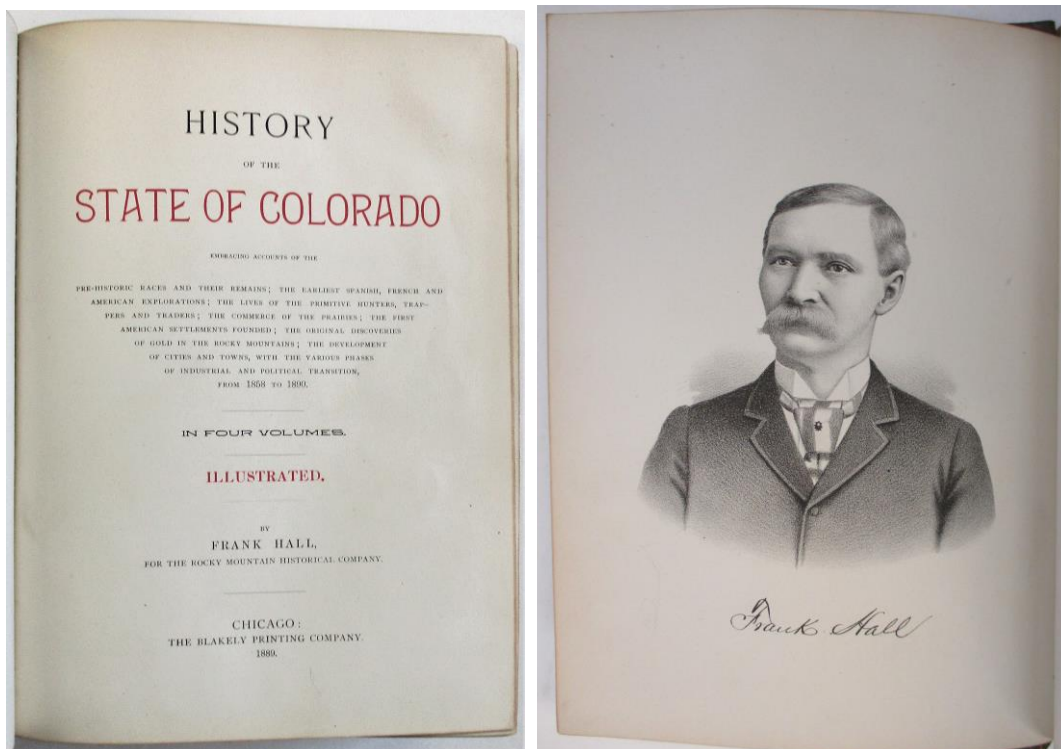 HISTORY
OF THE
STATE OF COLORADO
EMBRACING ACCOUNTS OF THE
PRE-HISTORIC RACES AND THEIR REMAINS; THE EARLIEST SPANISH, FRENCH AND
AMERICAN EXPLORATIONS; THE LIVES OF THE PRIMITIVE HUNTERS, TRAP-
PERS AND TRADERS; THE COMMERCE OF THE PRAIRIES; THE FIRST
AMERICAN SETTLEMENTS FOUNDED; THE ORIGINAL DISCOVERIES
OF GOLD IN THE ROCKY MOUNTAINS; THE DEVELOPMENT
OF CITIES AND TOWNS, WITH THE VARIOUS PHASES
OF INDUSTRIAL AND POLITICAL TRANSITION,
FROM 1858 TO 1890.
IN FOUR VOLUMES.
ILLUSTRATED.
BY
FRANK HALL,
FOR THE ROCKY MOUNTAIN HISTORICAL COMPANY.
CHICAGO:
THE BLAKELY PRINTING COMPANY.
1889.
Frank Hall